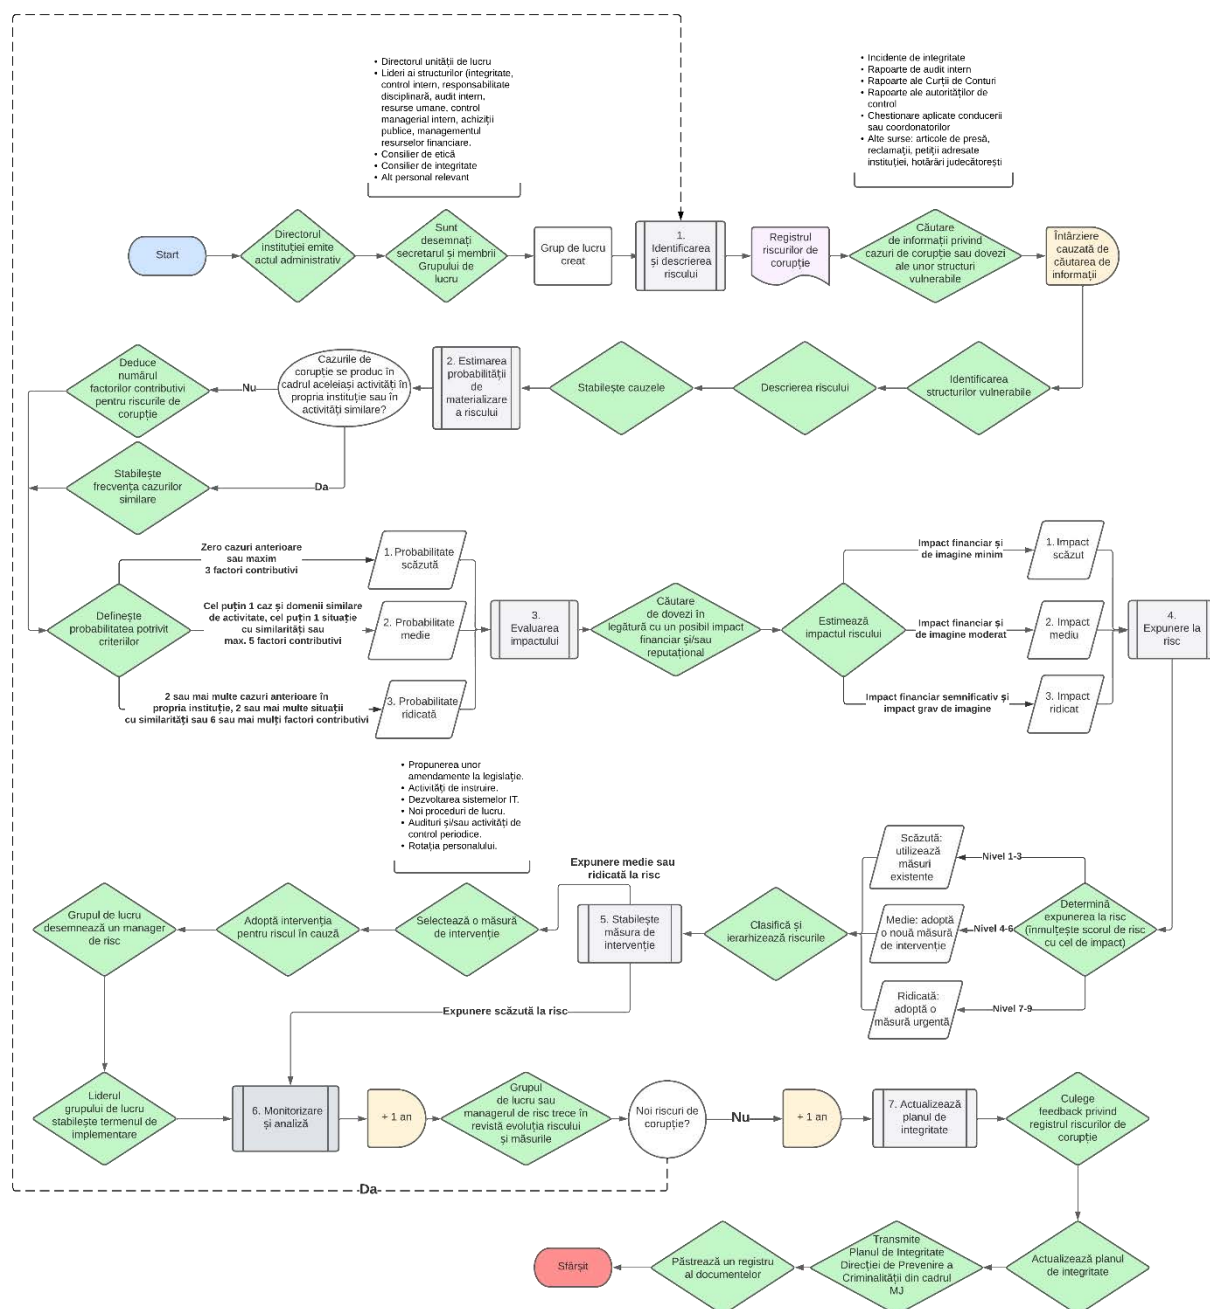 • Directorul unității de lucru
• Lideri ai structurilor (integritate,
control intern, responsabilitate
disciplinară, audit intern,
resurse umane, control
managerial intern, achiziții
publice, managementul
resurselor financiare.
• Consilier de etică
• Consilier de integritate
• Alt personal relevant
• Incidente de integritate
• Rapoarte de audit intern
• Rapoarte ale Curții de Conturi
• Rapoarte ale autorităților de
control
• Chestionare aplicate conducerii
sau coordonatorilor
• Alte surse: articole de presă,
reclamații, petiții adresate
instituției, hotărâri judecătorești
Start
Directorul
instituției emite
actul administrativ
Sunt
desemnați
secretarul și membrii
Grupului de
lucru
Grup de lucru
creat
1.
Identificarea
și descrierea
riscului
Registrul
riscurilor de
corupție
Căutare
de informații privind
cazuri de corupție sau dovezi
ale unor structuri
vulnerabile
Întârziere
cauzată de
căutarea de
informații
Deduce
numărul
factorilor contributivi
pentru riscurile de
corupție
Nu
Cazurile de
corupție se produc în
cadrul aceleiași activități în
propria instituție sau în
activități similare?
2. Estimarea
probabilității
de
materializare
a riscului
Stabilește cauzele
Descrierea riscului
Identificarea
structurilor vulnerabile
Stabilește
frecvența cazurilor
similare
Da
Zero cazuri anterioare
sau maxim
3 factori contributivi
1. Probabilitate
scăzută
Impact financiar și
de imagine minim
1. Impact
scăzut
Definește
probabilitatea potrivit
criteriilor
Cel puțin 1 caz și domenii similare
de activitate, cel puțin 1 situație
cu similarități sau
max. 5 factori contributivi
2. Probabilitate
medie
3.
Evaluarea
impactului
Căutare
de dovezi în
legătură cu un posibil impact
financiar și/sau
reputațional
Estimează
impactul riscului
Impact financiar și
de imagine moderat
2. Impact
mediu
4.
Expunere la
risc
2 sau mai multe cazuri anterioare în
propria instituție, 2 sau mai multe situații
cu similarități sau 6 sau mai mulți factori contributivi
3. Probabilitate
ridicată
Impact financiar semnificativ și
impact grav de imagine
3. Impact
ridicat
• Propunerea unor
amendamente la legislație.
• Activități de instruire.
• Dezvoltarea sistemelor IT.
• Noi proceduri de lucru.
• Audituri și/sau activități de
control periodice.
• Rotația personalului.
Expunere medie sau
ridicată la risc
Scăzută:
utilizează
măsuri
existente
Nivel 1-3
Grupul de lucru
desemnează un manager
de risc
Adoptă intervenția
pentru riscul în cauză
Selectează o măsură
de intervenție
5. Stabilește
măsura de
intervenție
Clasifică și
ierarhizează riscurile
Medie: adoptă
o nouă măsură
de intervenție
Nivel 4-6
Determină
expunerea la risc
(înmulțește scorul de risc
cu cel de impact)
Ridicată:
adoptă o
măsură urgentă
Nivel 7-9
Expunere scăzută la risc
Liderul
grupului de lucru
stabilește termenul de
implementare
6. Monitorizare
și analiză
+ 1 an
Grupul
de lucru sau
managerul de risc trece în
revistă evoluția riscului
și măsurile
Noi riscuri de
corupție?
Nu
+ 1 an
7. Actualizează
planul de
integritate
Culege
feedback privind
registrul riscurilor de
corupție
Da
Sfârșit
Păstrează un registru
al documentelor
Transmite
Planul de Integritate
Direcției de Prevenire a
Criminalității din cadrul
MJ
Actualizează planul
de integritate